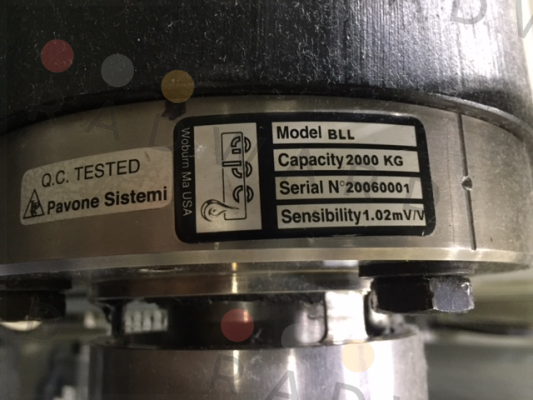 Q.C. TESTED
Pavone Sistemi
Woburn Ma USA
Model BLL
Capacity 2000 KG
Serial N° 20060001
Sensibility 1.02mV/V